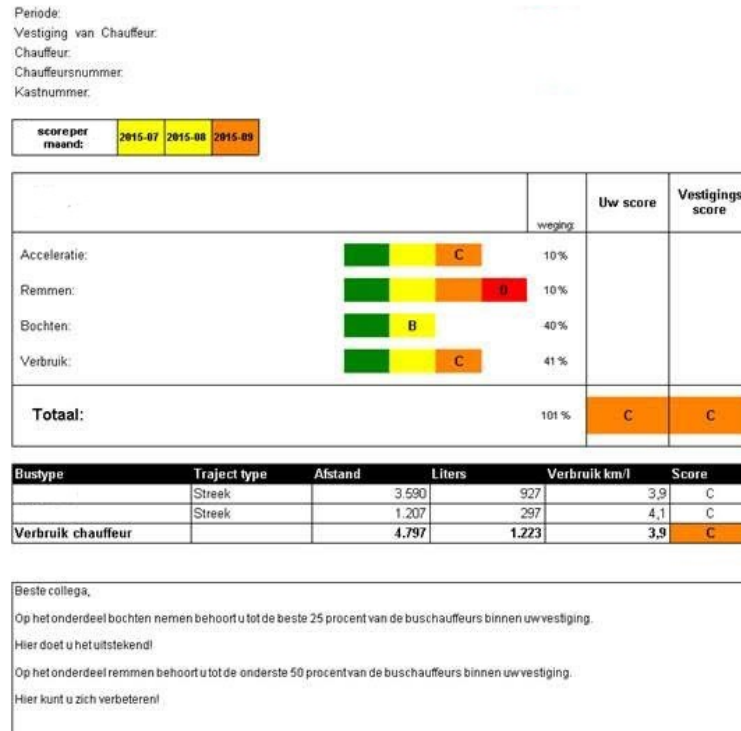 Periode:
Vestiging van Chauffeur:
Chauffeur:
Chauffeursnummer:
Kastnummer:
score per maand: 2015-07 2015-08 2015-09
weging: Uw score Vestigings score
Acceleratie: C 10%
Remmen: 10%
Bochten: B 40%
Verbruik: C 41%
Totaal: 101% C C
Bustype Traject type Afstand Liters Verbruik km/l Score
Streek 3.590 927 3,9 C
Streek 1.207 297 4,1 C
Verbruik chauffeur 4.797 1.223 3,9 C
Beste collega,
Op het onderdeel bochten nemen behoort u tot de beste 25 procent van de buschauffeurs binnen uw vestiging.
Hier doet u het uitstekend!
Op het onderdeel remmen behoort u tot de onderste 50 procent van de buschauffeurs binnen uw vestiging.
Hier kunt u zich verbeteren!